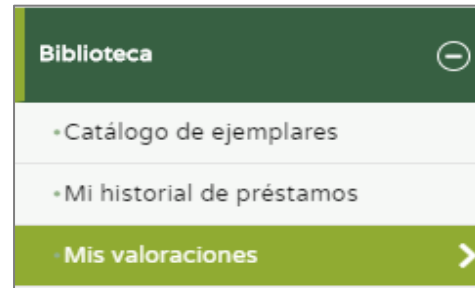 Biblioteca
• Catálogo de ejemplares
• Mi historial de préstamos
• Mis valoraciones